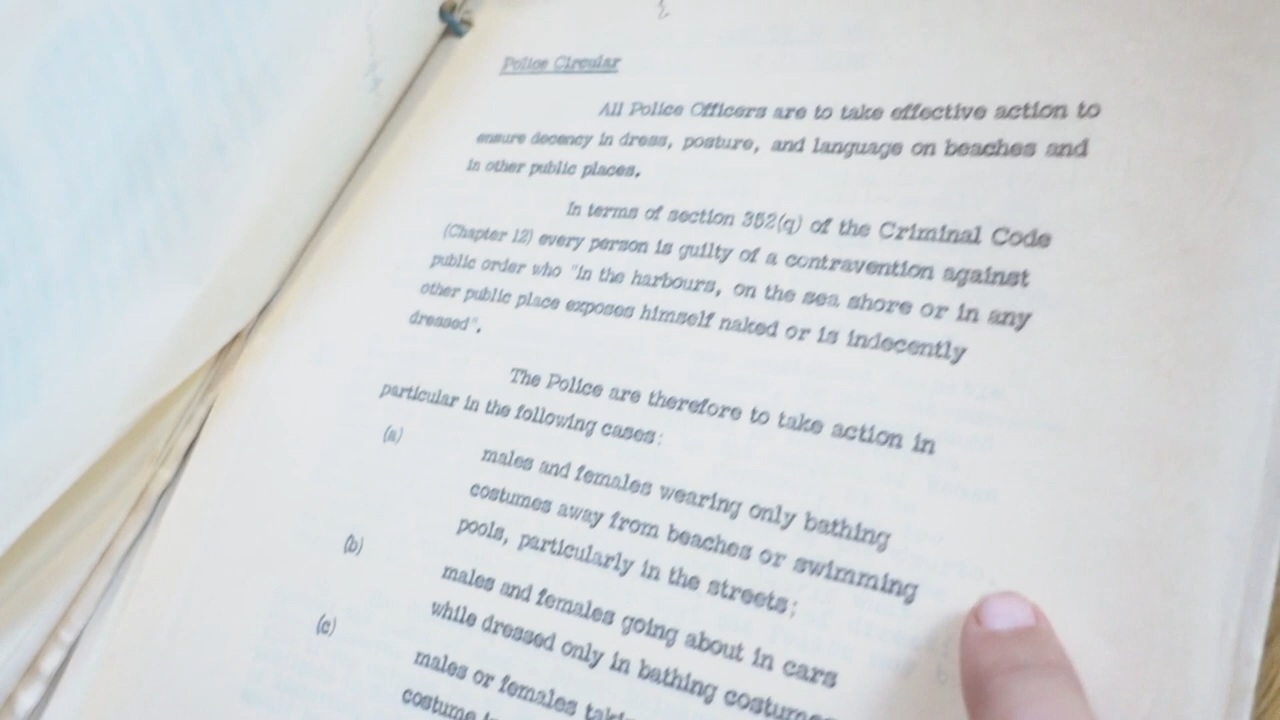 Police Circular
All Police Officers are to take effective action to
ensure decency in dress, posture, and language on beaches and
in other public places.
In terms of section 352(q) of the Criminal Code
(Chapter 12) every person is guilty of a contravention against
public order who "in the harbours, on the sea shore or in any
other public place exposes himself naked or is indecently
dressed".
The Police are therefore to take action in
particular in the following cases:
(a) males and females wearing only bathing
costumes away from beaches or swimming
pools, particularly in the streets;
(b) males and females going about in cars
while dressed only in bathing costumes
(c) males or females
costume